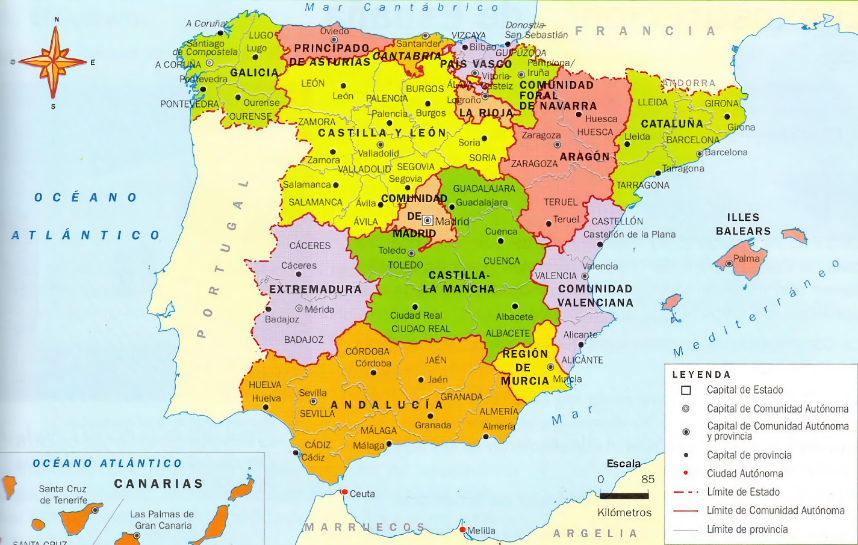 Mar Cantábrico
FRANCIA
ANDORRA
OCÉANO
ATLÁNTICO
PORTUGAL
N
E
S
O
A Coruña
LUGO
Santiago
de Compostela
Lugo
A CORUÑA
GALICIA
Pontevedra
PONTEVEDRA
Ourense
OURENSE
Oviedo
PRINCIPADO
DE ASTURIAS
Santander
CANTABRIA
VIZCAYA
Bilbao
Donostia-
San Sebastián
GUIPÚZCOA
PAÍS VASCO
ÁLAVA
Vitoria-
Gasteiz
Pamplona/
Iruña
COMUNIDAD
FORAL
DE NAVARRA
Logroño
LA RIOJA
LEÓN
León
PALENCIA
Palencia
BURGOS
Burgos
ZAMORA
Zamora
CASTILLA Y LEÓN
Valladolid
VALLADOLID
Soria
SORIA
SEGOVIA
Segovia
Salamanca
SALAMANCA
Ávila
ÁVILA
Huesca
HUESCA
Zaragoza
ZARAGOZA
ARAGÓN
TERUEL
Teruel
LLEIDA
Lleida
CATALUÑA
GIRONA
Girona
BARCELONA
Barcelona
Tarragona
TARRAGONA
COMUNIDAD
DE
MADRID
Madrid
GUADALAJARA
Guadalajara
Cuenca
CUENCA
Toledo
TOLEDO
CASTILLA-
LA MANCHA
Ciudad Real
CIUDAD REAL
Albacete
ALBACETE
CÁCERES
Cáceres
EXTREMADURA
Mérida
Badajoz
BADAJOZ
CASTELLÓN
Castellón de la Plana
VALENCIA
Valencia
COMUNIDAD
VALENCIANA
Alicante
ALICANTE
ILLES
BALEARS
Palma
REGIÓN
DE
MURCIA
Murcia
CÓRDOBA
Córdoba
JAÉN
Jaén
HUELVA
Huelva
Sevilla
SEVILLA
ANDALUCÍA
GRANADA
Granada
ALMERÍA
Almería
MÁLAGA
Málaga
CÁDIZ
Cádiz
Mar Mediterráneo
Ceuta
Melilla
MARRUECOS
ARGELIA
OCÉANO ATLÁNTICO
CANARIAS
Santa Cruz
de Tenerife
Las Palmas de
Gran Canaria
SANTA CRUZ
Escala
0 85
Kilómetros
LEYENDA
Capital de Estado
Capital de Comunidad Autónoma
Capital de Comunidad Autónoma
y provincia
Capital de provincia
Ciudad Autónoma
Límite de Estado
Límite de Comunidad Autónoma
Límite de provincia